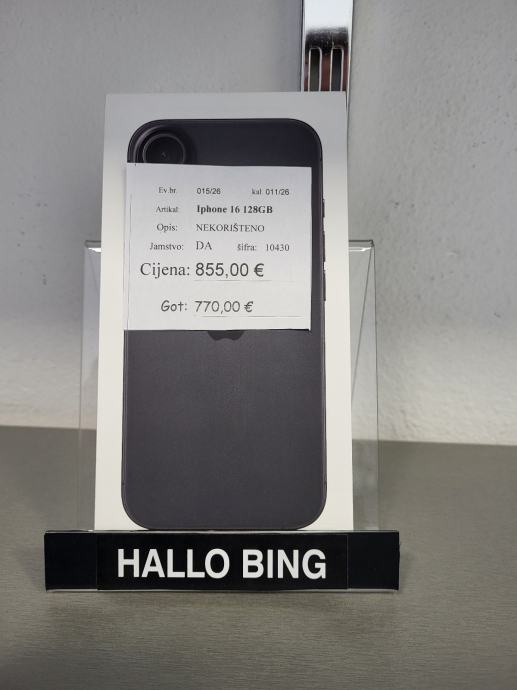 Ev.br. 015/26 kal. 011/26
Artikal: Iphone 16 128GB
Opis: NEKORIŠTENO
Jamstvo: DA šifra: 10430
Cijena: 855,00 €
Got: 770,00 €
HALLO BING